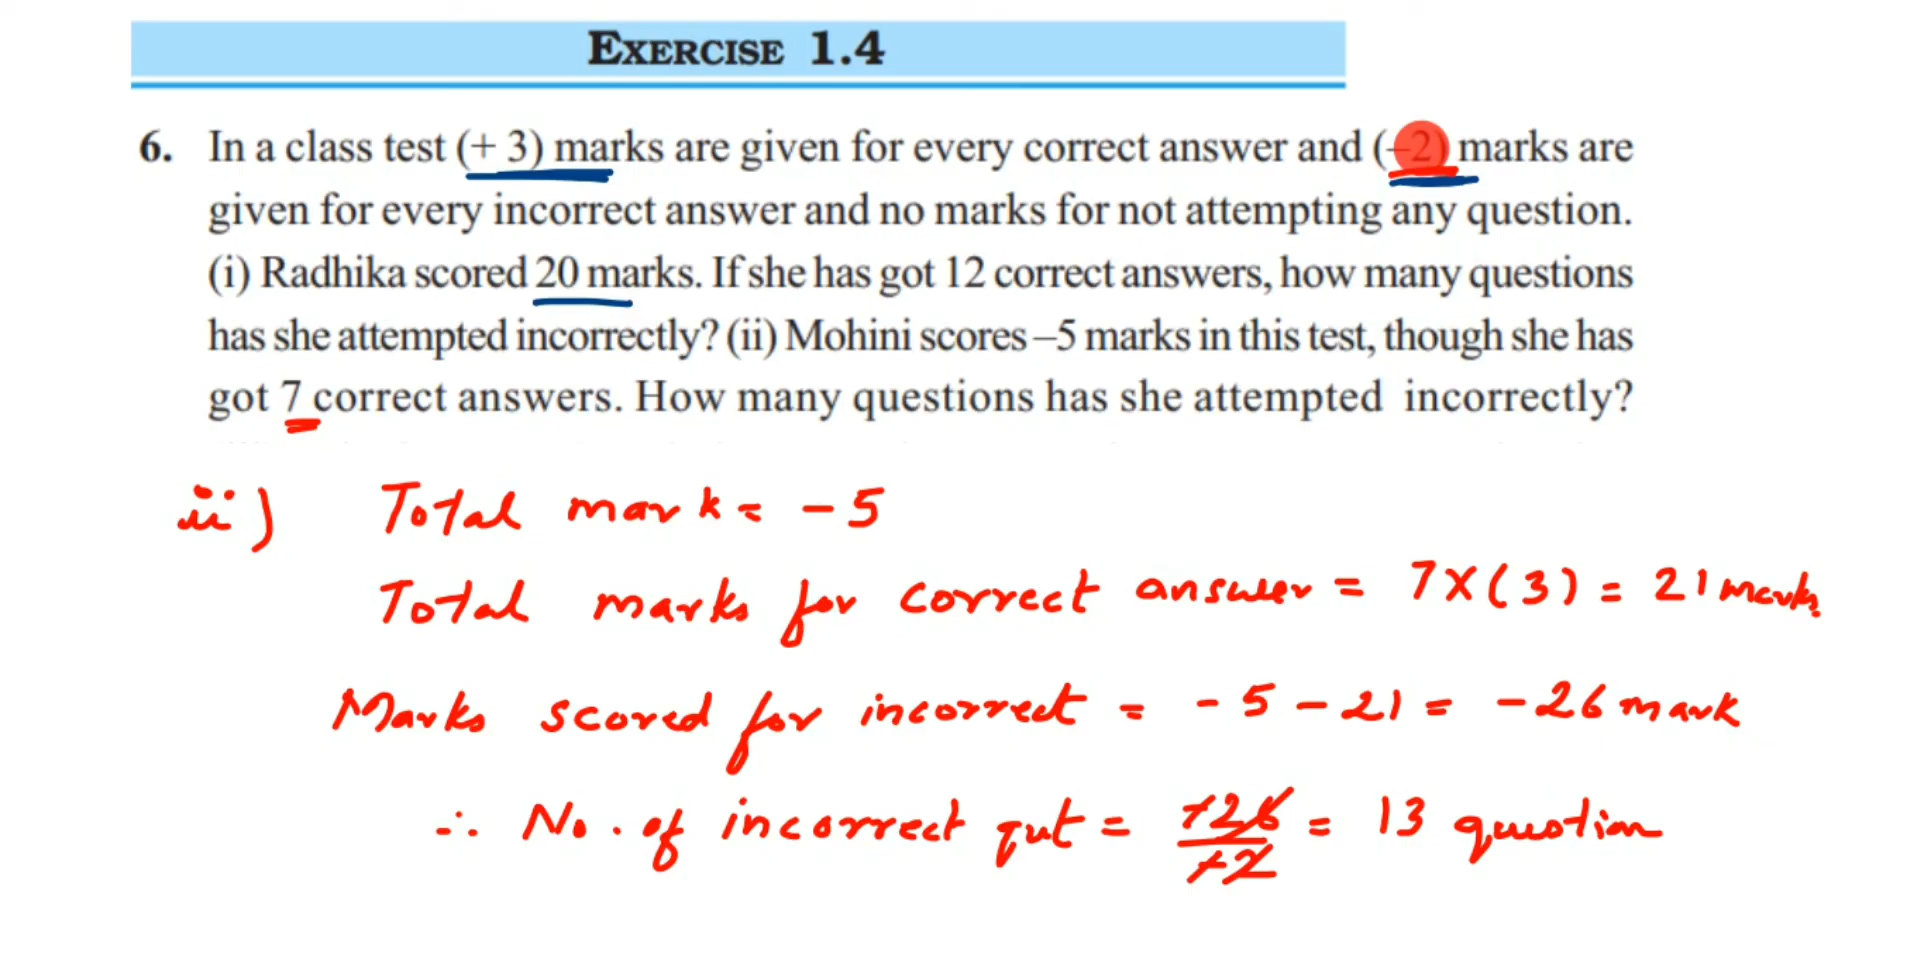 EXERCISE 1.4
6. In a class test (+ 3) marks are given for every correct answer and (–2) marks are
given for every incorrect answer and no marks for not attempting any question.
(i) Radhika scored 20 marks. If she has got 12 correct answers, how many questions
has she attempted incorrectly? (ii) Mohini scores –5 marks in this test, though she has
got 7 correct answers. How many questions has she attempted incorrectly?
ii) Total mark = -5
Total marks for correct answer = 7X(3) = 21 marks
Marks scored for incorrect = -5-21 = -26 mark
∴ No. of incorrect qut = -26/-2 = 13 question